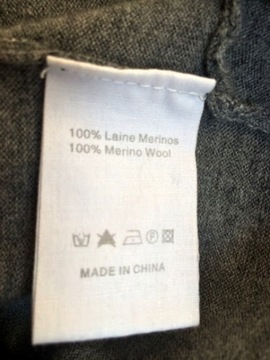 100% Laine Merinos
100% Merino Wool
MADE IN CHINA